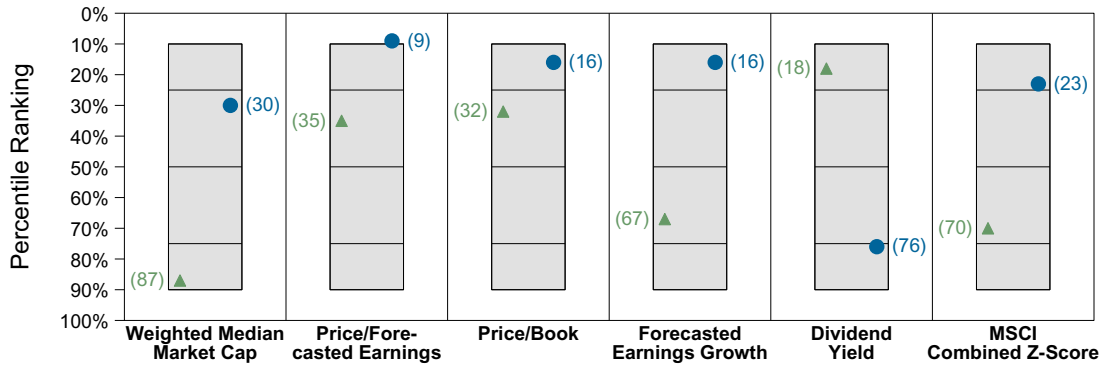 Percentile Ranking
0%
10%
20%
30%
40%
50%
60%
70%
80%
90%
100%
(87)
(30)
(35)
(9)
(32)
(16)
(67)
(16)
(18)
(76)
(70)
(23)
Weighted Median
Market Cap
Price/Fore-
casted Earnings
Price/Book
Forecasted
Earnings Growth
Dividend
Yield
MSCI
Combined Z-Score